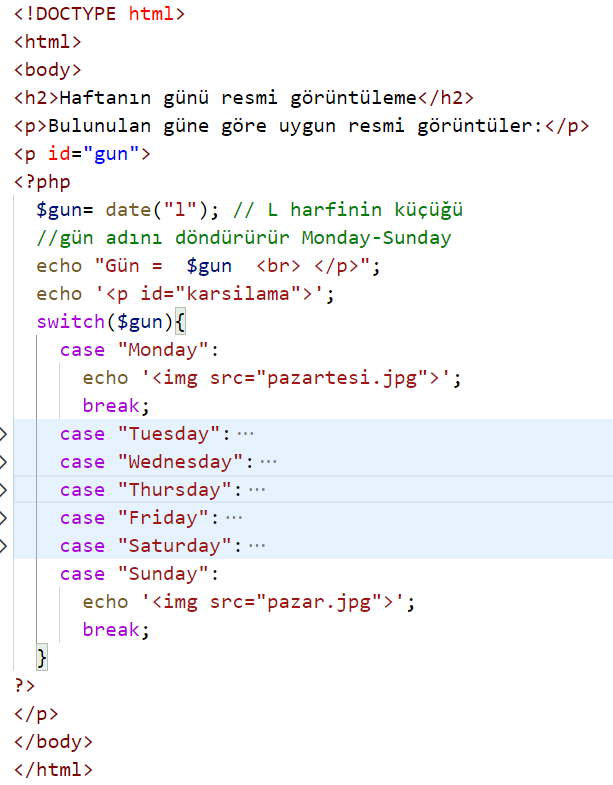 <!DOCTYPE html>
<html>
<body>
<h2>Haftanın günü resmi görüntüleme</h2>
<p>Bulunulan güne göre uygun resmi görüntüler:</p>
<p id="gun">
<?php
  $gun= date("l"); // L harfinin küçüğü
  //gün adını döndürürür Monday-Sunday
  echo "Gün =  $gun  <br> </p>";
  echo '<p id="karsilama">';
  switch($gun){
    case "Monday":
      echo '<img src="pazartesi.jpg">';
      break;
    case "Tuesday":···
    case "Wednesday":···
    case "Thursday":···
    case "Friday":···
    case "Saturday":···
    case "Sunday":
      echo '<img src="pazar.jpg">';
      break;
  }
?>
</p>
</body>
</html>